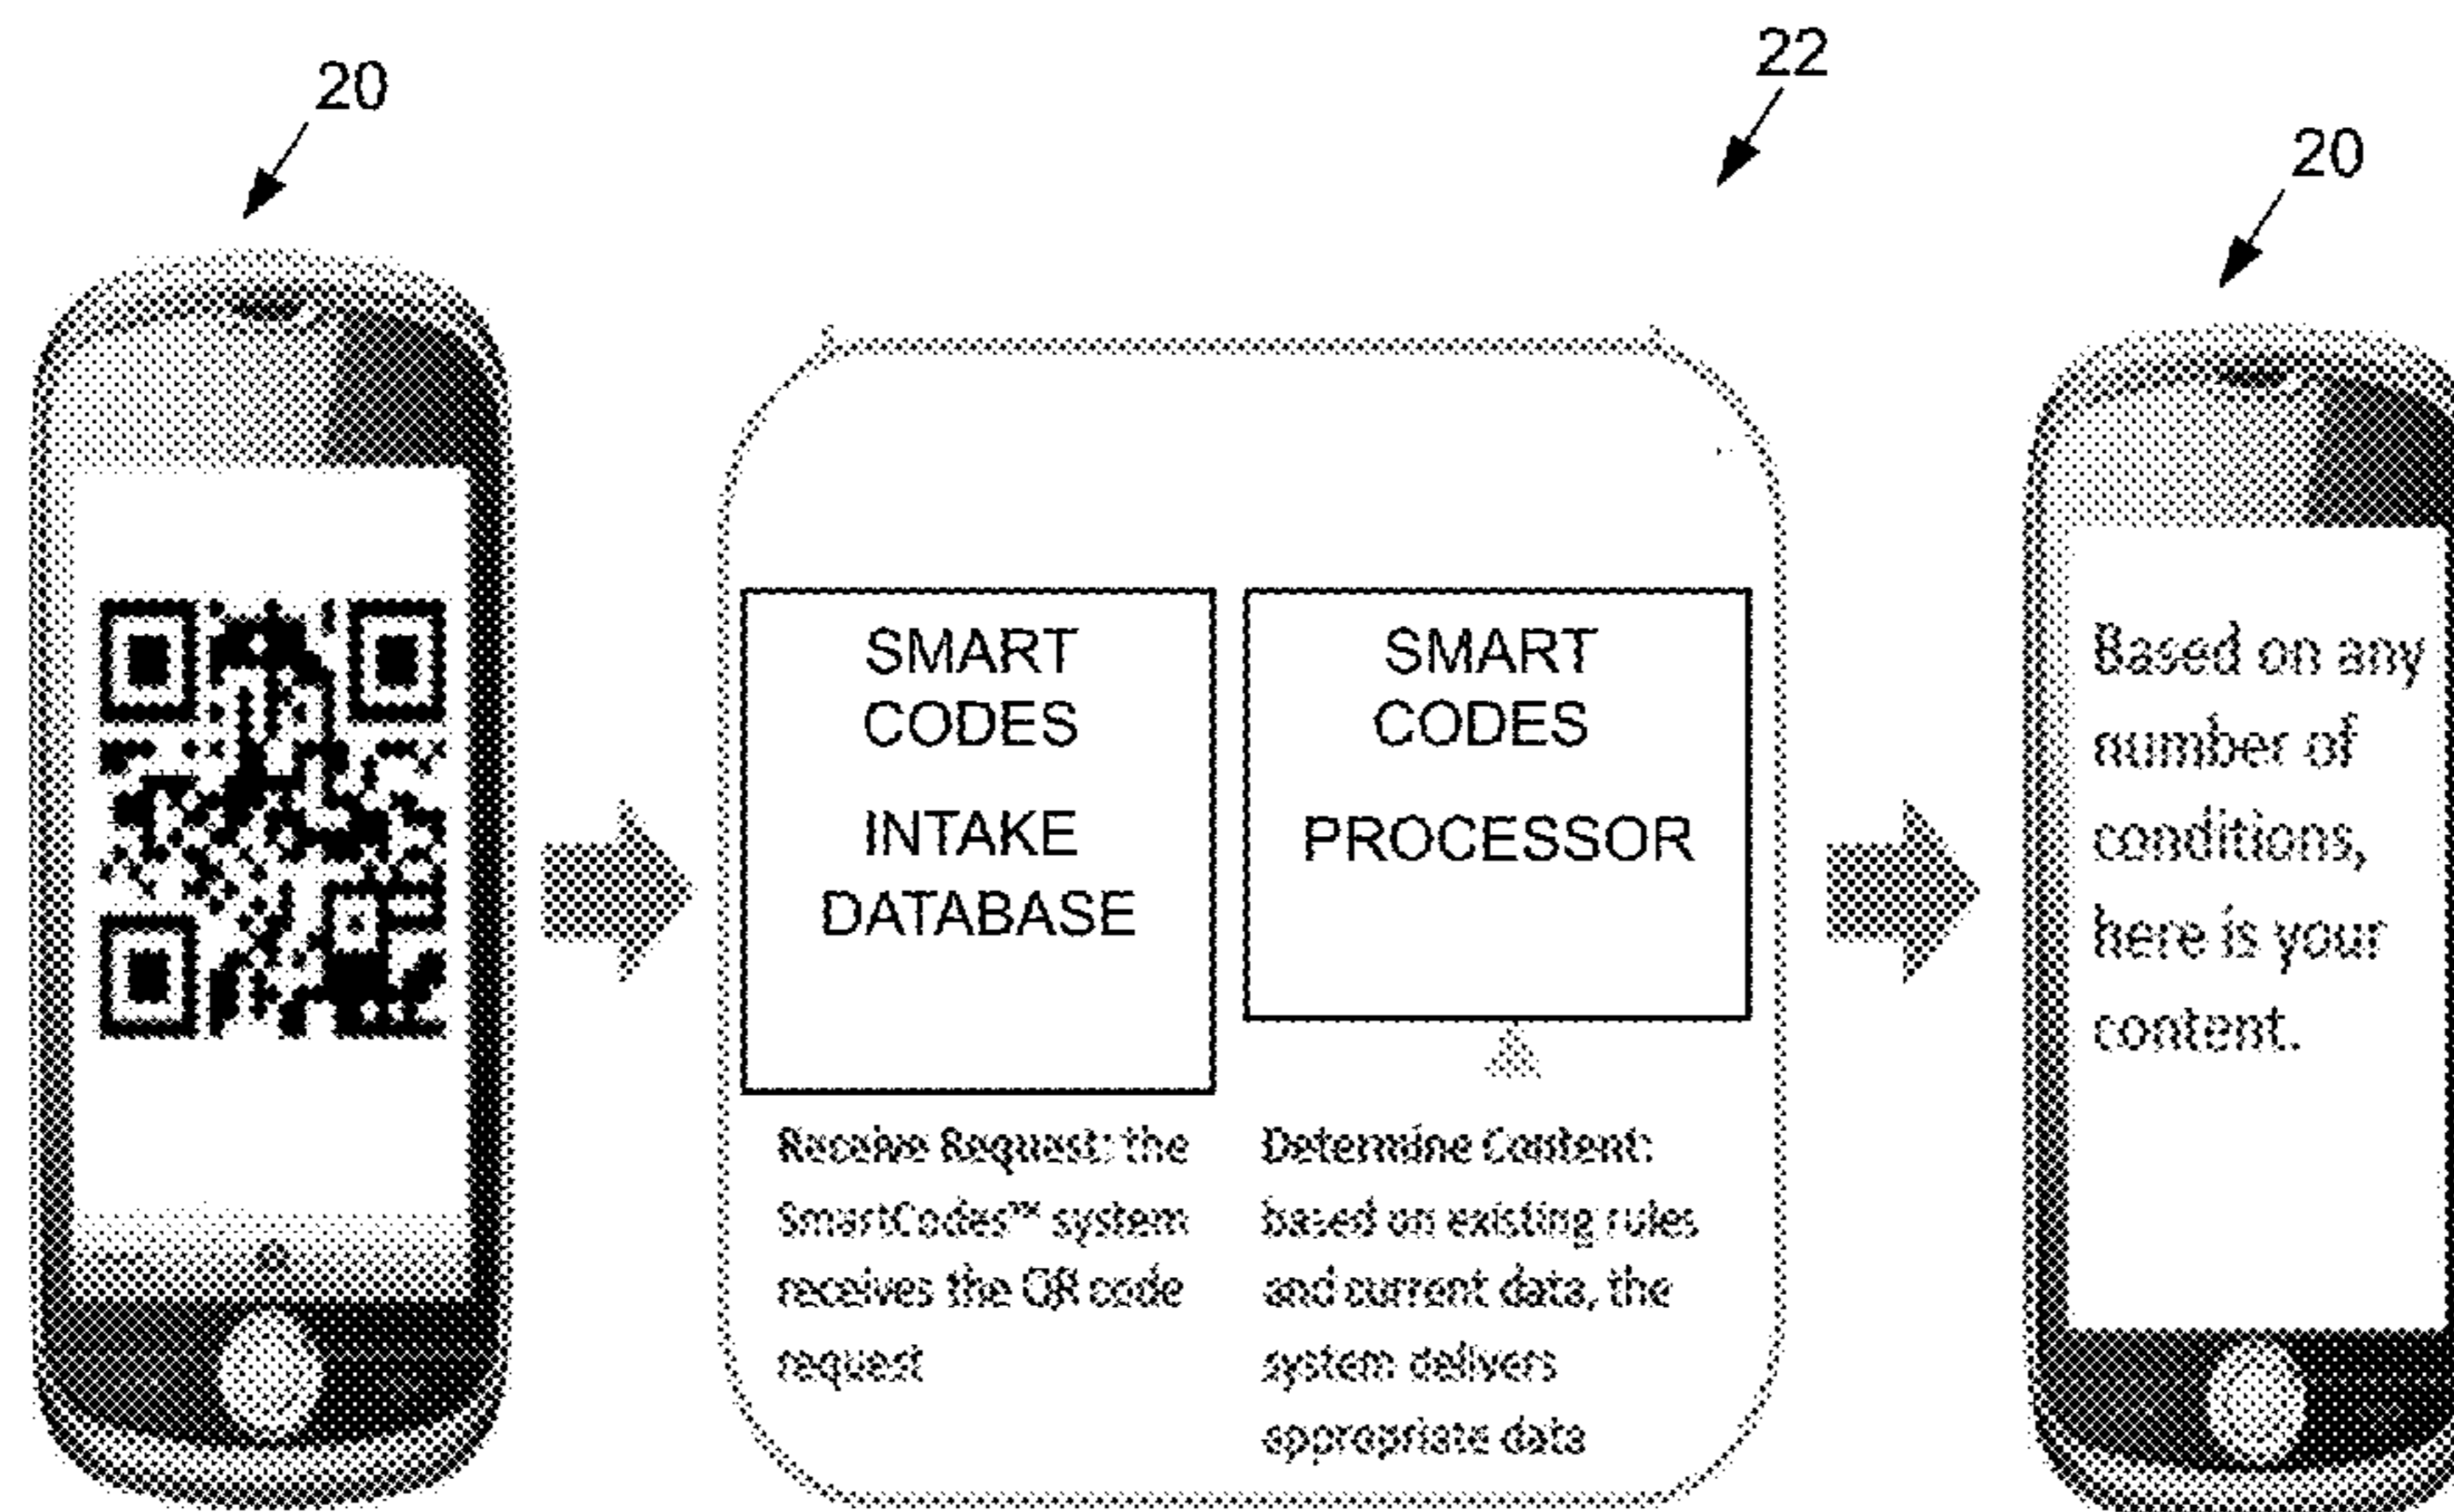 20
22
20
SMART
CODES
INTAKE
DATABASE
SMART
CODES
PROCESSOR
Receive Request: the
SmartCodes™ system
receives the QR code
request
Determine Content:
based on existing rules
and current data, the
system delivers
appropriate data
Based on any
number of
conditions,
here is your
content.